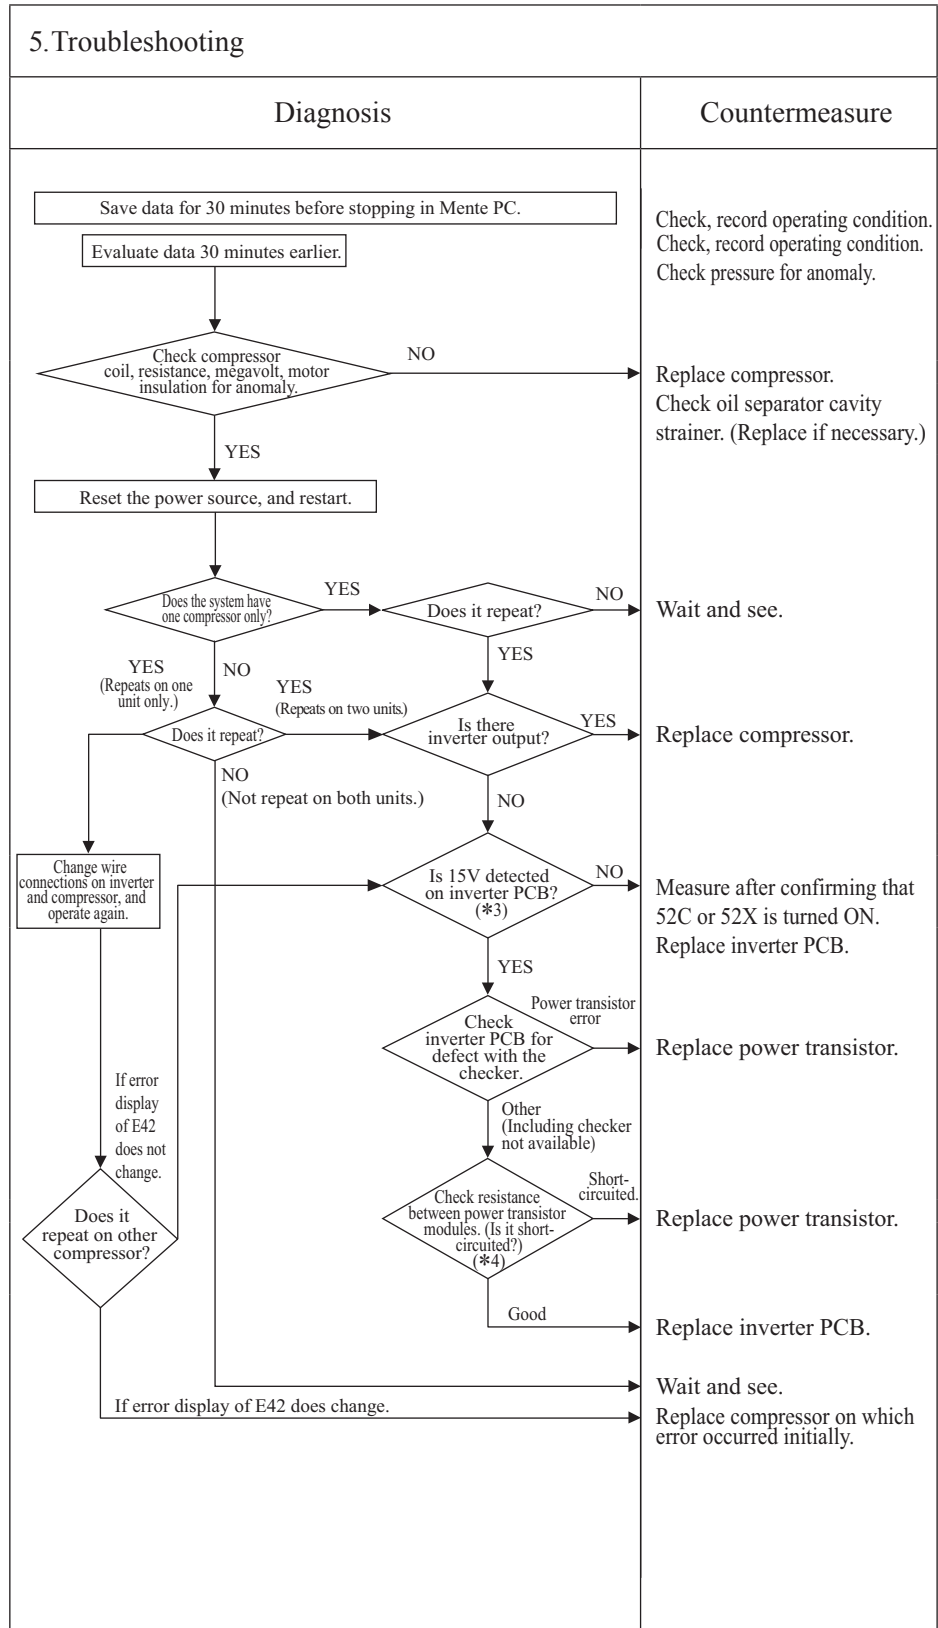 5.Troubleshooting
Diagnosis
Countermeasure
Save data for 30 minutes before stopping in Mente PC.
Check, record operating condition.
Evaluate data 30 minutes earlier.
Check, record operating condition.
Check pressure for anomaly.
Check compressor
coil, resistance, megavolt, motor
insulation for anomaly.
NO
Replace compressor.
Check oil separator cavity
strainer. (Replace if necessary.)
YES
Reset the power source, and restart.
Does the system have
one compressor only?
YES
Does it repeat?
NO
Wait and see.
YES
(Repeats on one
unit only.)
NO
YES
(Repeats on two units.)
YES
Does it repeat?
Is there
inverter output?
YES
Replace compressor.
NO
(Not repeat on both units.)
NO
Change wire
connections on inverter
and compressor, and
operate again.
Is 15V detected
on inverter PCB?
(*3)
NO
Measure after confirming that
52C or 52X is turned ON.
Replace inverter PCB.
YES
Check
inverter PCB for
defect with the
checker.
Power transistor
error
Replace power transistor.
If error
display
of E42
does not
change.
Other
(Including checker
not available)
Does it
repeat on other
compressor?
Check resistance
between power transistor
modules. (Is it short-
circuited?)
(*4)
Short-
circuited.
Replace power transistor.
Good
Replace inverter PCB.
Wait and see.
If error display of E42 does change.
Replace compressor on which
error occurred initially.